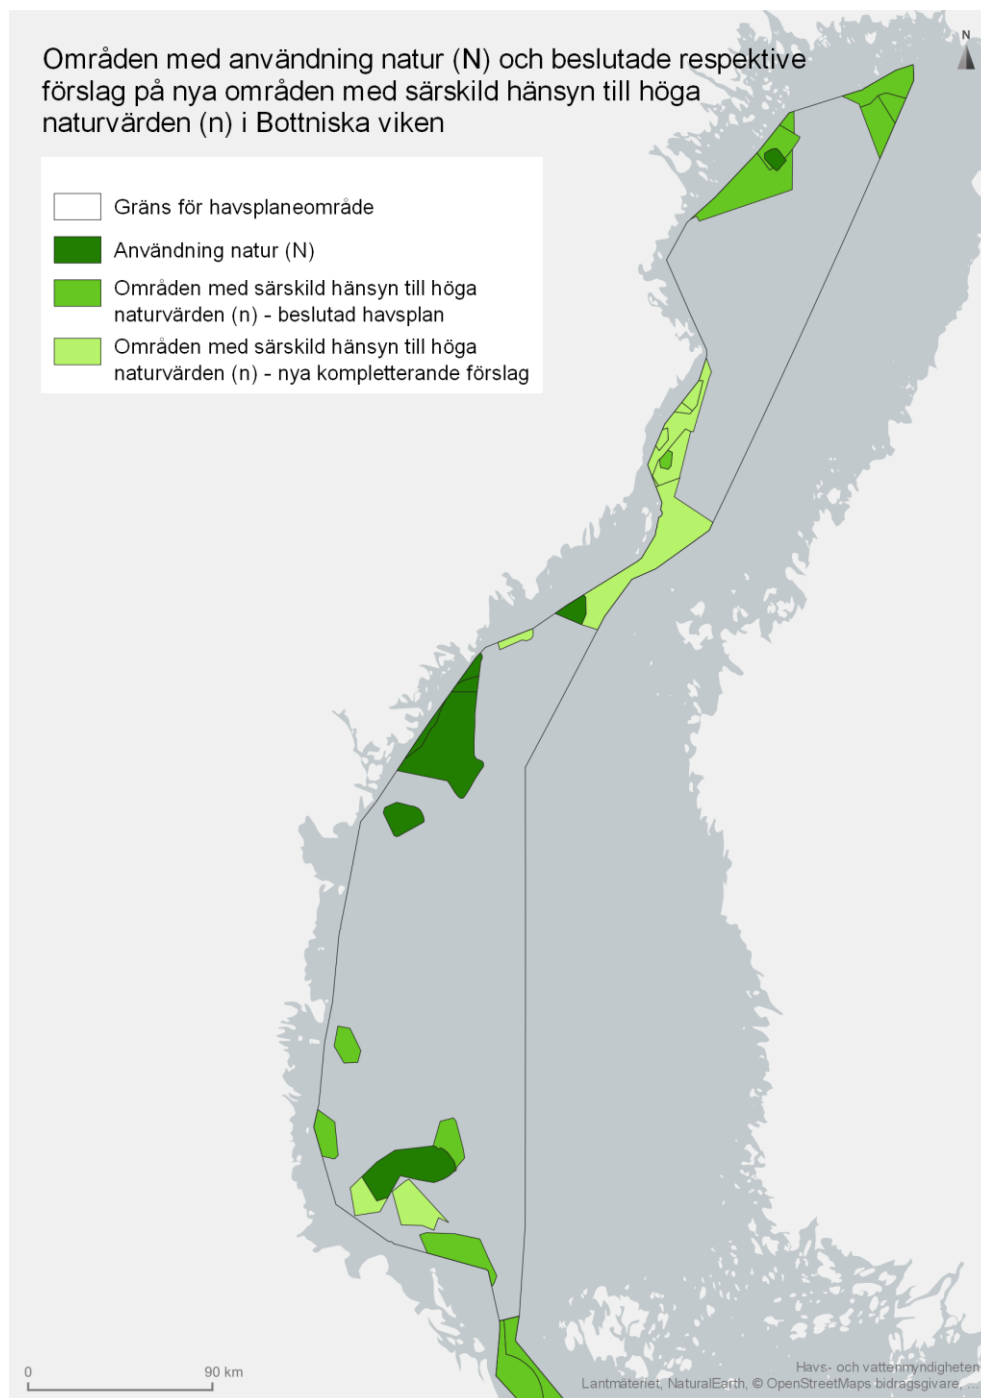 Områden med användning natur (N) och beslutade respektive
förslag på nya områden med särskild hänsyn till höga
naturvärden (n) i Bottniska viken
N
Gräns för havsplaneområde
Användning natur (N)
Områden med särskild hänsyn till höga
naturvärden (n) - beslutad havsplan
Områden med särskild hänsyn till höga
naturvärden (n) - nya kompletterande förslag
0 90 km
Havs- och vattenmyndigheten
Lantmäteriet, NaturalEarth, © OpenStreetMaps bidragsgivare, ...